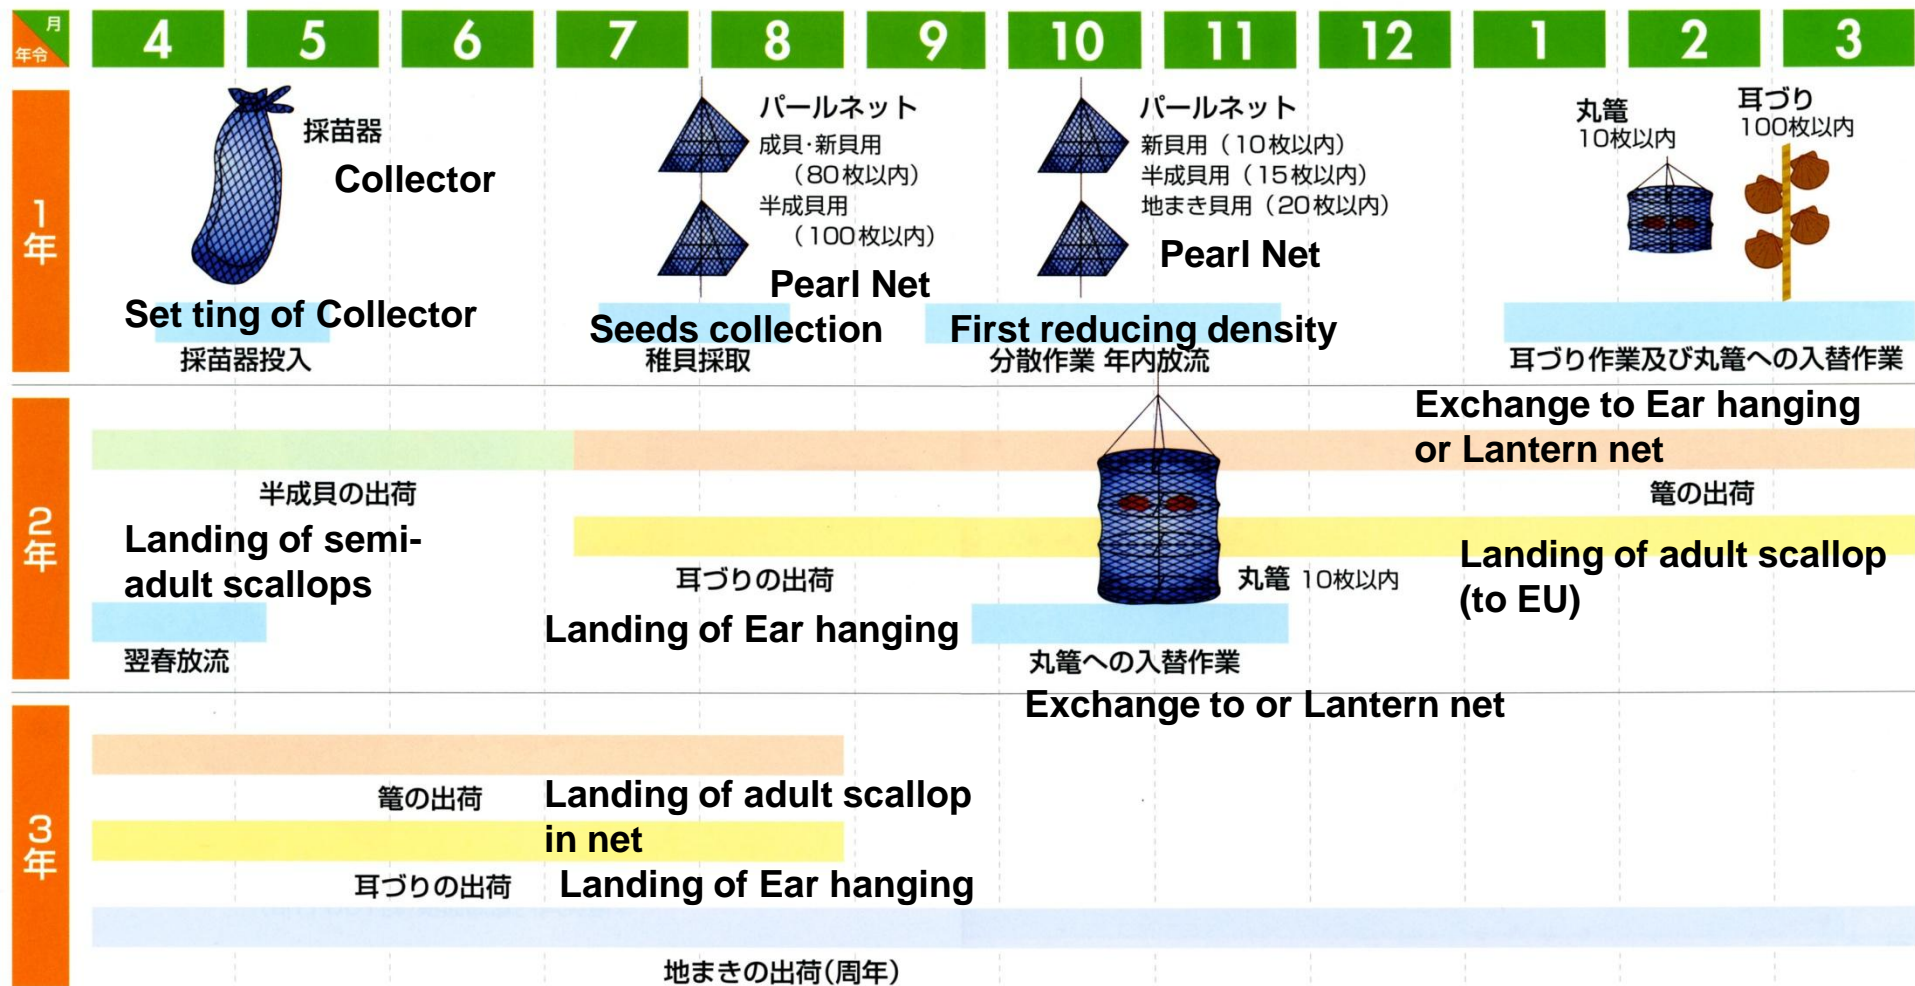 月
年令
4 5 6 7 8 9 10 11 12 1 2 3
1年
採苗器
Collector
パールネット
成貝・新貝用
(80枚以内)
半成貝用
(100枚以内)
Pearl Net
パールネット
新貝用(10枚以内)
半成貝用(15枚以内)
地まき貝用(20枚以内)
Pearl Net
丸篭
10枚以内
耳づり
100枚以内
Set ting of Collector
採苗器投入
Seeds collection
稚貝採取
First reducing density
分散作業 年内放流
耳づり作業及び丸篭への入替作業
Exchange to Ear hanging
or Lantern net
2年
半成貝の出荷
Landing of semi-
adult scallops
翌春放流
耳づりの出荷
Landing of Ear hanging
丸篭 10枚以内
丸篭への入替作業
Exchange to or Lantern net
篭の出荷
Landing of adult scallop
(to EU)
3年
篭の出荷
Landing of adult scallop
in net
耳づりの出荷
Landing of Ear hanging
地まきの出荷(周年)